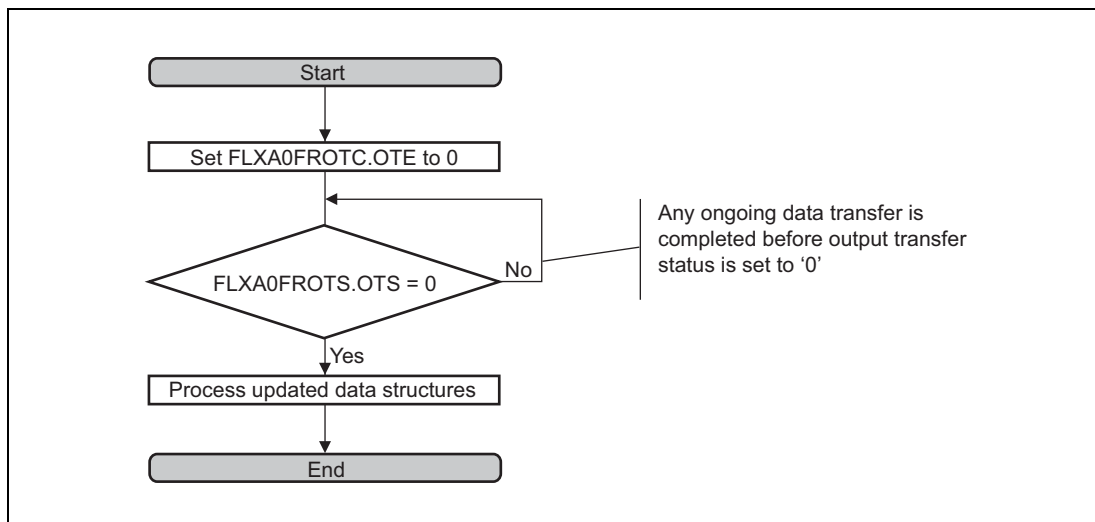 Start
Set FLXA0FROTC.OTE to 0
FLXA0FROTS.OTS = 0
No
Any ongoing data transfer is
completed before output transfer
status is set to ‘0’
Yes
Process updated data structures
End